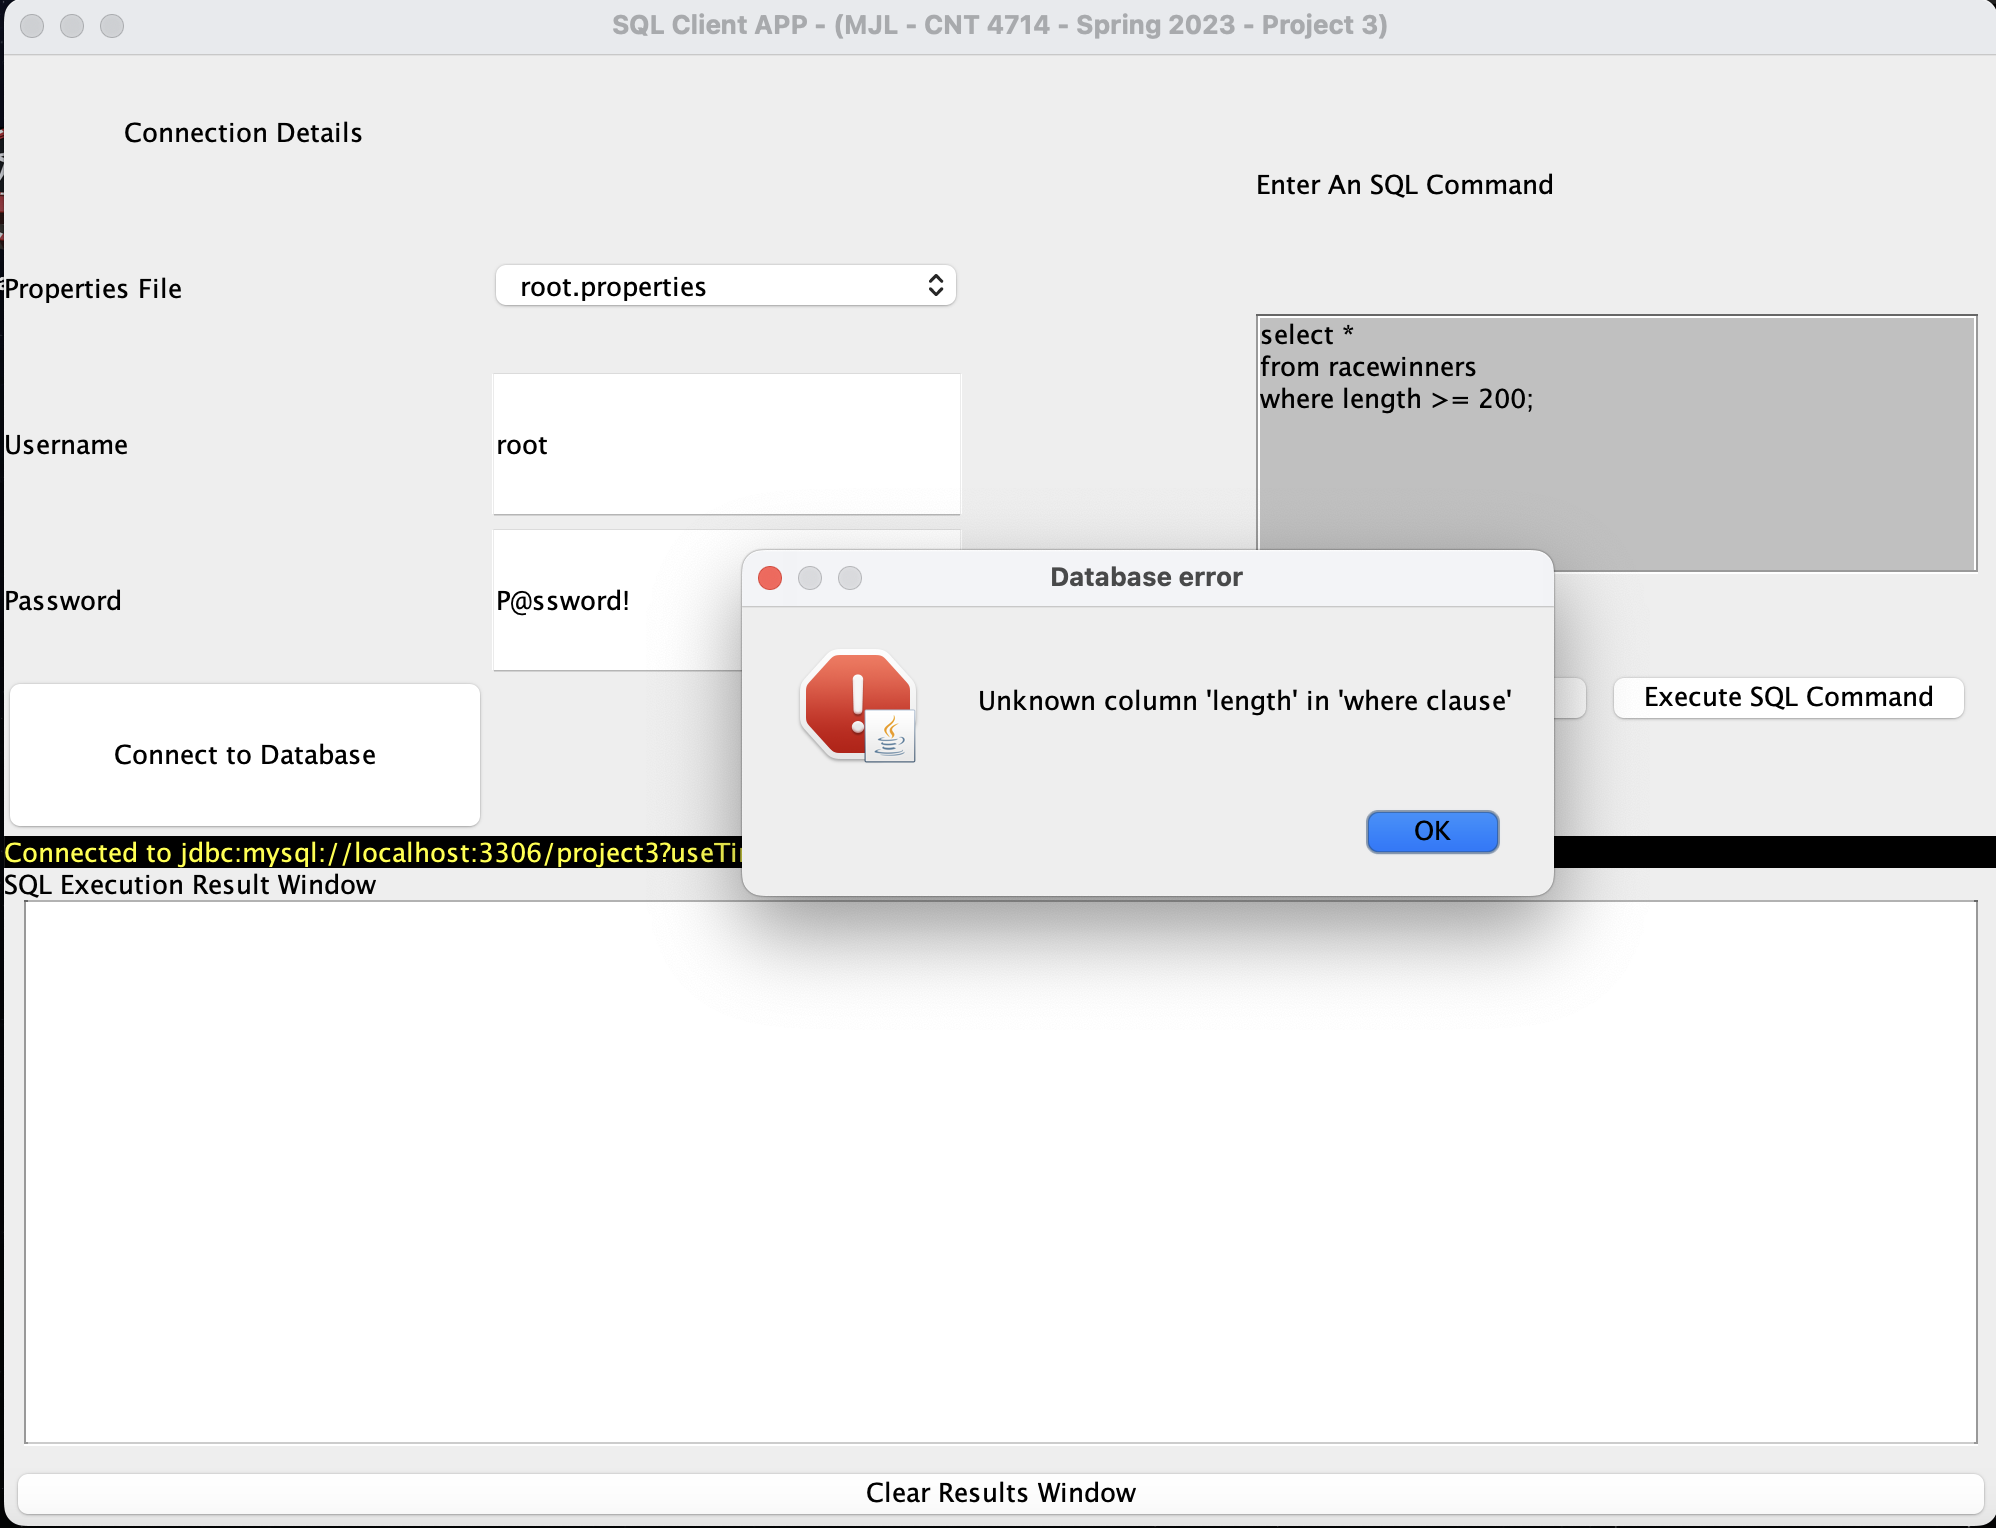 SQL Client APP - (MJL - CNT 4714 - Spring 2023 - Project 3)
Connection Details
Enter An SQL Command
Properties File
root.properties
select *
from racewinners
where length >= 200;
Username
root
Password
P@ssword!
Database error
Unknown column 'length' in 'where clause'
OK
Execute SQL Command
Connect to Database
Connected to jdbc:mysql://localhost:3306/project3?useTi
SQL Execution Result Window
Clear Results Window